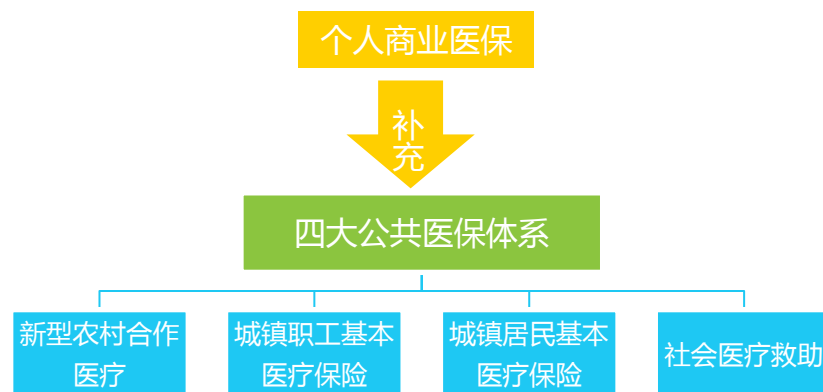 个人商业医保
补
充
四大公共医保体系
新型农村合作
医疗
城镇职工基本
医疗保险
城镇居民基本
医疗保险
社会医疗救助